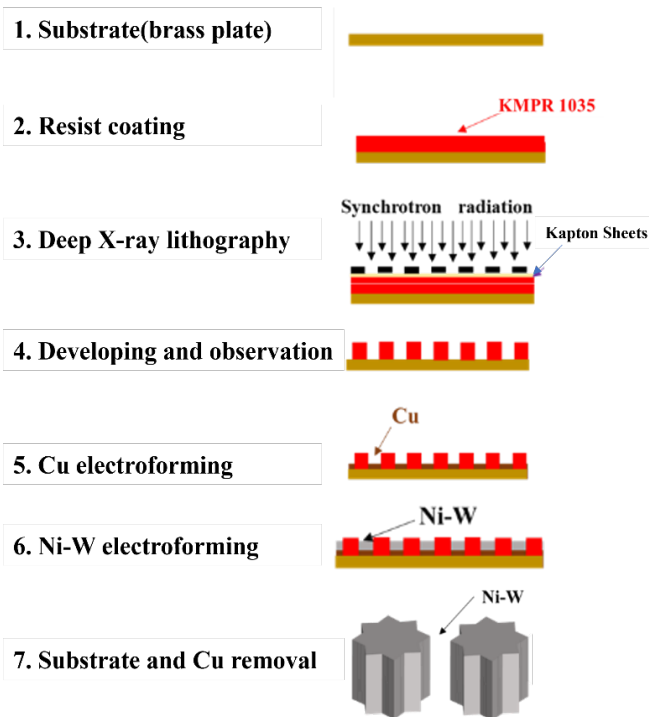 1. Substrate(brass plate)
KMPR 1035
2. Resist coating
Synchrotron radiation
3. Deep X-ray lithography
Kapton Sheets
4. Developing and observation
Cu
5. Cu electroforming
Ni-W
6. Ni-W electroforming
Ni-W
7. Substrate and Cu removal